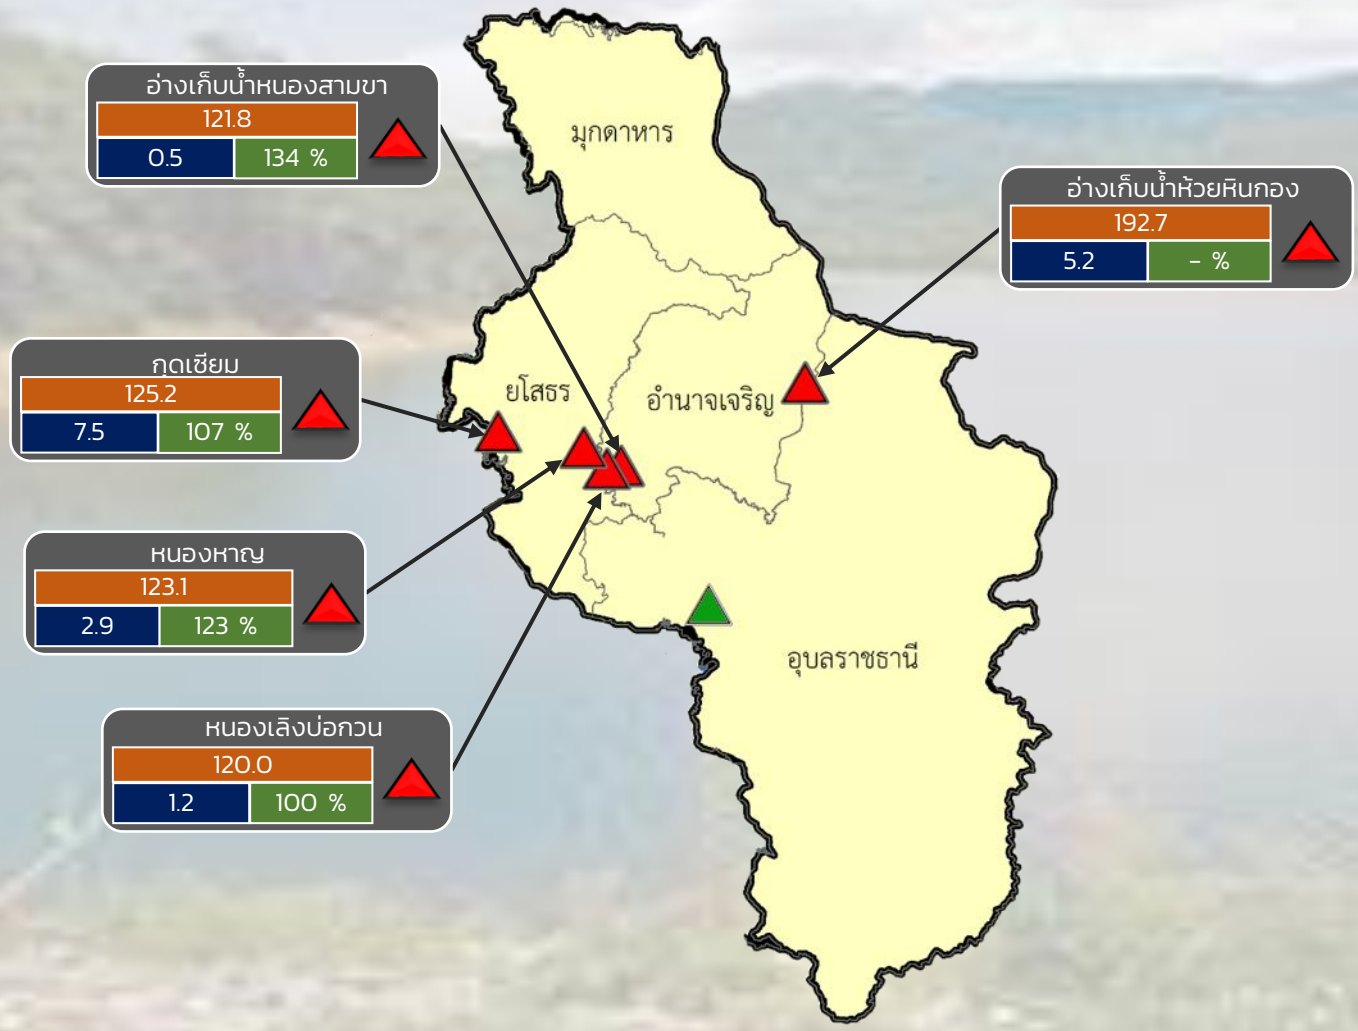 อ่างเก็บน้ำหนองสามขา
121.8
0.5 134 %
มุกดาหาร
อ่างเก็บน้ำห้วยหินกอง
192.7
5.2 - %
กุดเซียม
125.2
7.5 107 %
ยโสธร
อำนาจเจริญ
หนองหาญ
123.1
2.9 123 %
อุบลราชธานี
หนองเลิงบ่อกวน
120.0
1.2 100 %